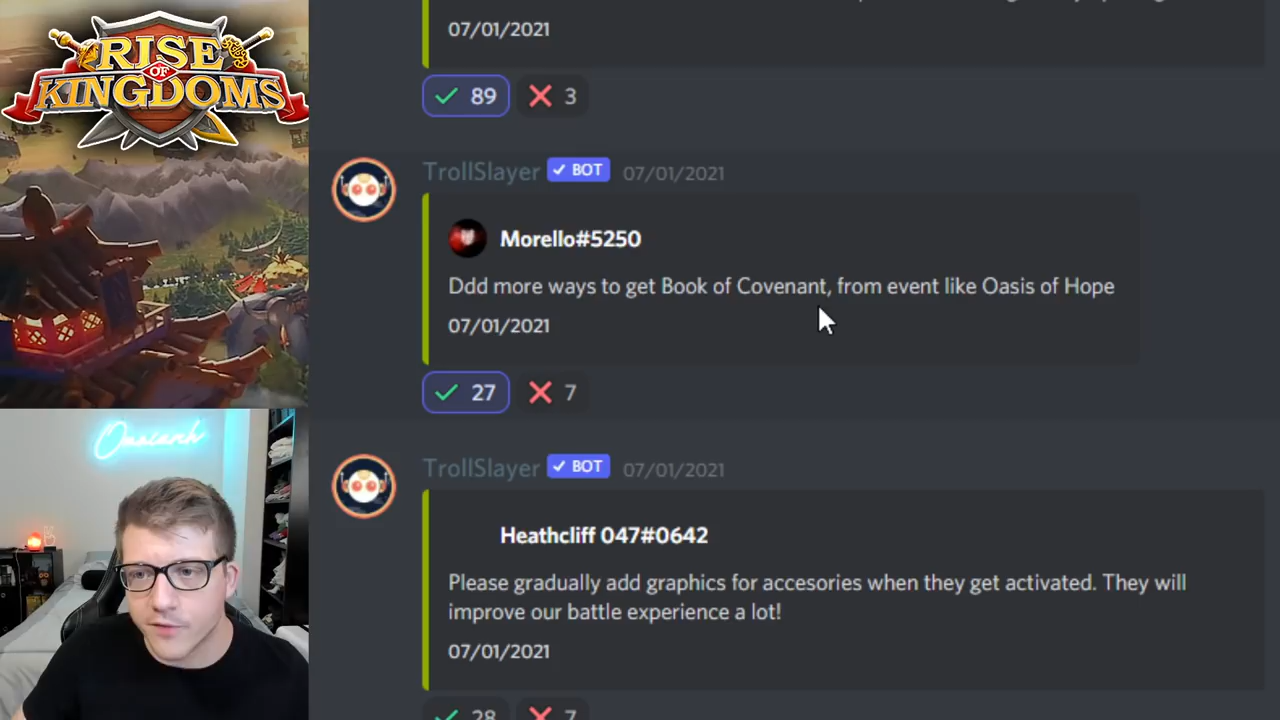 RISE
OF
KINGDOMS
07/01/2021
89 3
TrollSlayer BOT 07/01/2021
Morello#5250
Ddd more ways to get Book of Covenant, from event like Oasis of Hope
07/01/2021
27 7
TrollSlayer BOT 07/01/2021
Heathcliff 047#0642
Please gradually add graphics for accesories when they get activated. They will
improve our battle experience a lot!
07/01/2021
28 7
Omniarch